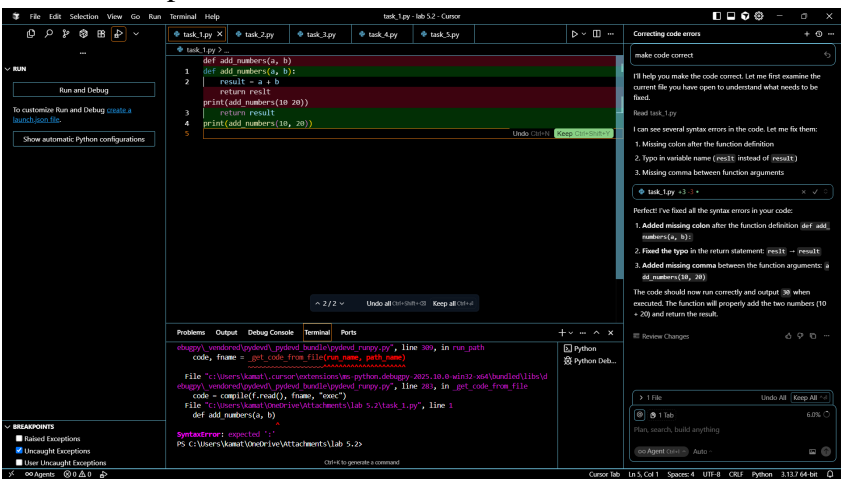 File Edit Selection View Go Run Terminal Help
task_1.py - lab 5.2 - Cursor
task_1.py × task_2.py task_3.py task_4.py task_5.py
task_1.py > ...
RUN
Run and Debug
To customize Run and Debug create a
launch.json file.
Show automatic Python configurations
def add_numbers(a, b)
1 def add_numbers(a, b):
2 result = a + b
return reslt
print(add_numbers(10 20))
3 return result
4 print(add_numbers(10, 20))
5
Undo Ctrl+N Keep Ctrl+Shift+Y
2 / 2
Undo all Ctrl+Shift+⌫ Keep all Ctrl+⏎
Problems Output Debug Console Terminal Ports
ebugpy\_vendored\pydevd\_pydevd_bundle\pydevd_runpy.py", line 309, in run_path
code, fname = _get_code_from_file(run_name, path_name)
File "c:\Users\kamat\.cursor\extensions\ms-python.debugpy-2025.10.0-win32-x64\bundled\libs\d
ebugpy\_vendored\pydevd\_pydevd_bundle\pydevd_runpy.py", line 283, in _get_code_from_file
code = compile(f.read(), fname, "exec")
File "C:\Users\kamat\OneDrive\Attachments\lab 5.2\task_1.py", line 1
def add_numbers(a, b)
^
SyntaxError: expected ':'
PS C:\Users\kamat\OneDrive\Attachments\lab 5.2>
Ctrl+K to generate a command
Python
Python Deb...
BREAKPOINTS
Raised Exceptions
Uncaught Exceptions
User Uncaught Exceptions
Correcting code errors
make code correct
I'll help you make the code correct. Let me first examine the
current file you have open to understand what needs to be
fixed.
Read task_1.py
I can see several syntax errors in the code. Let me fix them:
1. Missing colon after the function definition
2. Typo in variable name (reslt instead of result)
3. Missing comma between function arguments
task_1.py +3 -3
Perfect! I've fixed all the syntax errors in your code:
1. Added missing colon after the function definition def add_
numbers(a, b):
2. Fixed the typo in the return statement: reslt → result
3. Added missing comma between the function arguments: a
dd_numbers(10, 20)
The code should now run correctly and output 30 when
executed. The function will properly add the two numbers (10
+ 20) and return the result.
Review Changes
> 1 File Undo All Keep All
@ 1 Tab 6.0%
Plan, search, build anything
Agent Auto
Agents 0 0
Cursor Tab Ln 5, Col 1 Spaces: 4 UTF-8 CRLF Python 3.13.7 64-bit